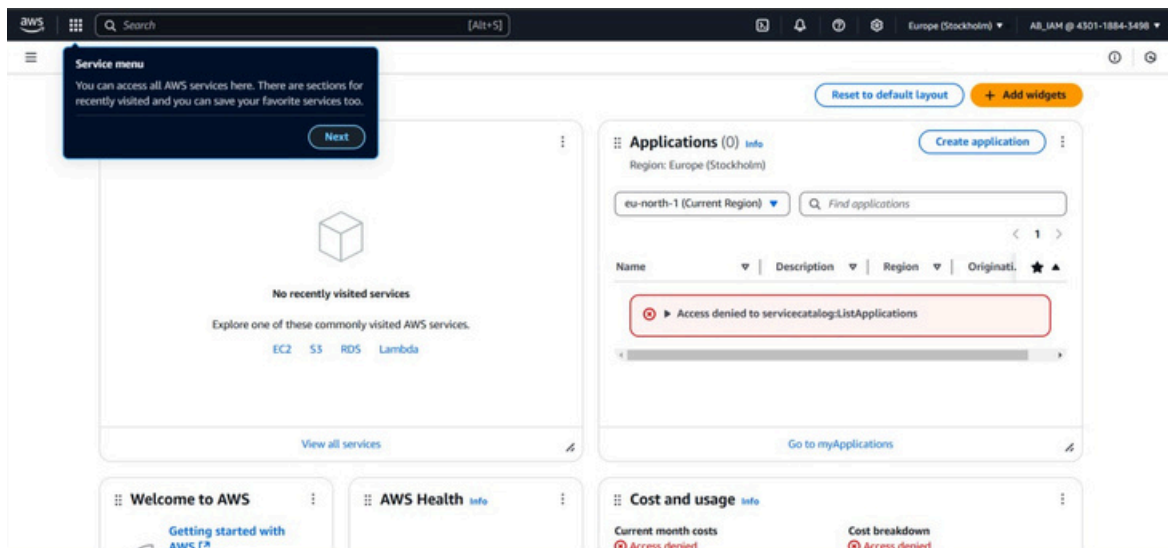 aws
Search [Alt+S]
Europe (Stockholm) ▼
AB_IAM @ 4301-1884-3498 ▼
Service menu
You can access all AWS services here. There are sections for
recently visited and you can save your favorite services too.
Next
Reset to default layout
+ Add widgets
No recently visited services
Explore one of these commonly visited AWS services.
EC2 S3 RDS Lambda
View all services
Applications (0) Info
Create application
Region: Europe (Stockholm)
eu-north-1 (Current Region) ▼
Find applications
< 1 >
Name Description Region Originati.
Access denied to servicecatalog:ListApplications
Go to myApplications
Welcome to AWS
Getting started with
AWS
AWS Health Info
Cost and usage Info
Current month costs
Access denied
Cost breakdown
Access denied